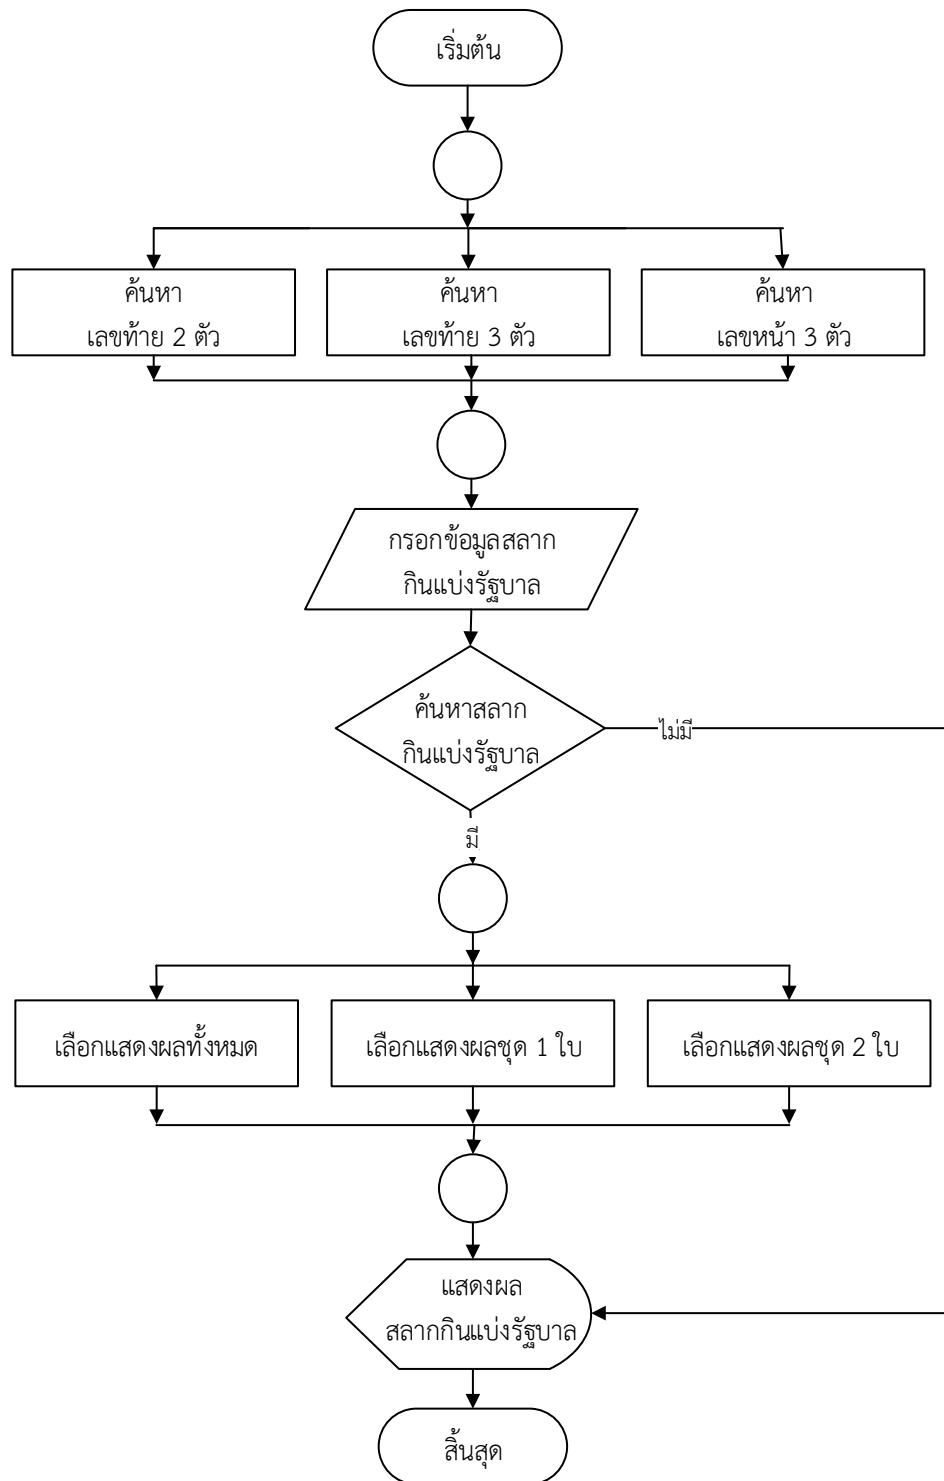 เริ่มต้น
ค้นหา
เลขท้าย 2 ตัว
ค้นหา
เลขท้าย 3 ตัว
ค้นหา
เลขหน้า 3 ตัว
กรอกข้อมูลสลาก
กินแบ่งรัฐบาล
ค้นหาสลาก
กินแบ่งรัฐบาล
ไม่มี
มี
เลือกแสดงผลทั้งหมด
เลือกแสดงผลชุด 1 ใบ
เลือกแสดงผลชุด 2 ใบ
แสดงผล
สลากกินแบ่งรัฐบาล
สิ้นสุด